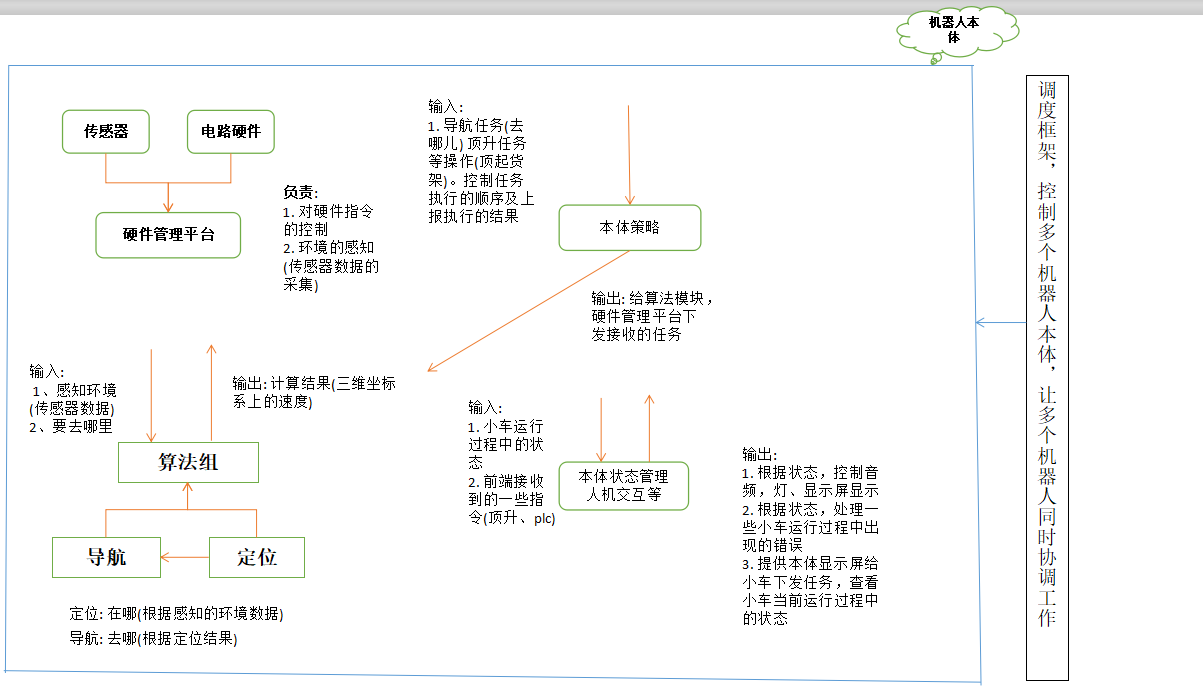 机器人本
体
传感器
电路硬件
硬件管理平台
负责:
1. 对硬件指令
的控制
2. 环境的感知
(传感器数据的
采集)
输入:
1. 导航任务(去
哪儿) 顶升任务
等操作(顶起货
架)。控制任务
执行的顺序及上
报执行的结果
本体策略
输出: 给算法模块，
硬件管理平台下
发接收的任务
输入:
1、感知环境
(传感器数据)
2、要去哪里
输出: 计算结果(三维坐标
系上的速度)
算法组
导航
定位
定位: 在哪(根据感知的环境数据)
导航: 去哪(根据定位结果)
输入:
1. 小车运行
过程中的状
态
2. 前端接收
到的一些指
令(顶升、plc)
本体状态管理
人机交互等
输出:
1. 根据状态，控制音
频，灯、显示屏显示
2. 根据状态，处理一
些小车运行过程中出
现的错误
3. 提供本体显示屏给
小车下发任务，查看
小车当前运行过程中
的状态
调度框架，控制多个机器人本体，让多个机器人同时协调工作